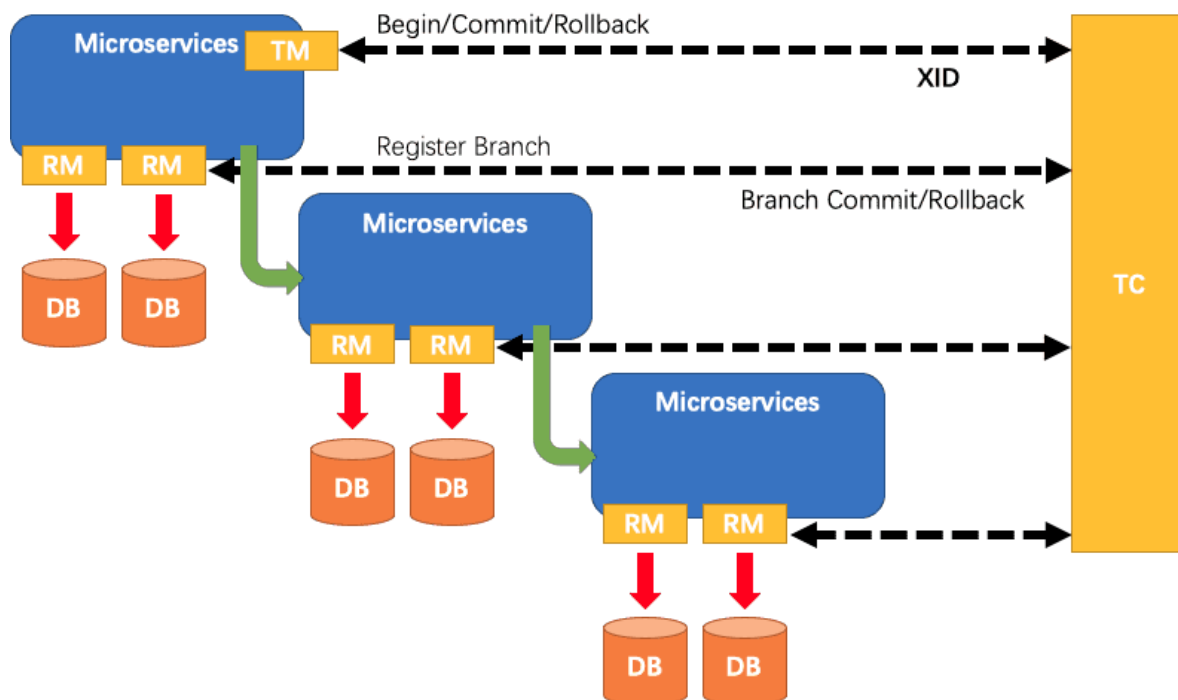 Begin/Commit/Rollback
Microservices
TM
XID
Register Branch
RM
RM
Branch Commit/Rollback
Microservices
DB
DB
TC
RM
RM
Microservices
DB
DB
RM
RM
DB
DB